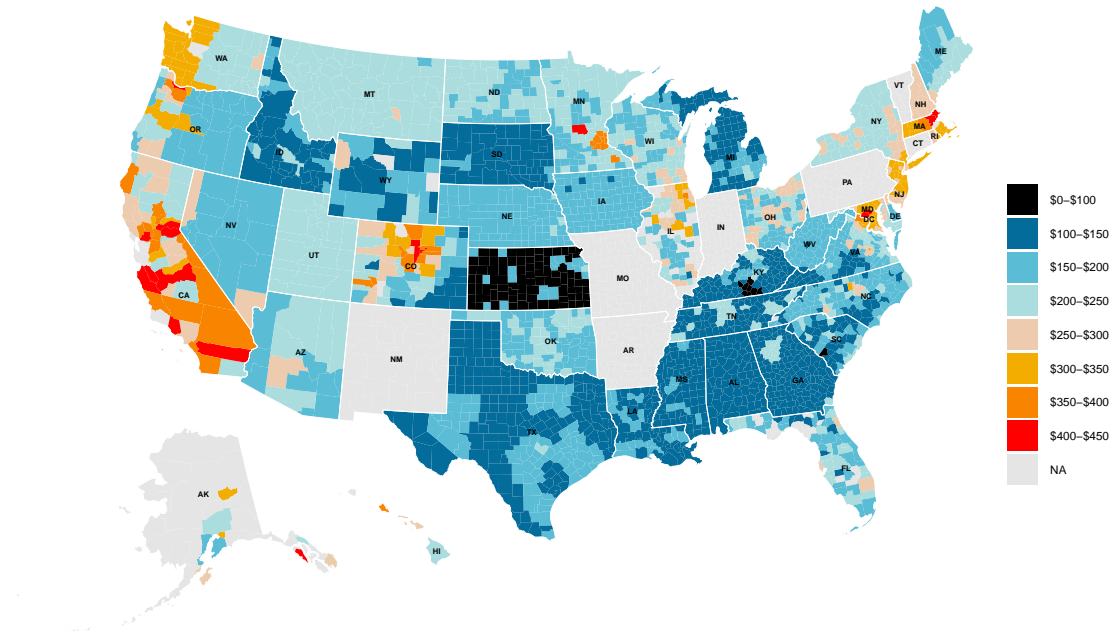 ME
WA
VT
MT
ND
MN
NH
NY
MA
OR
RI
WI
CT
ID
SD
MI
PA
WY
NJ
IA
MD
NE
OH
DC
DE
IN
NV
IL
WV
UT
VA
CO
KY
MO
CA
NC
TN
OK
SC
AZ
AR
NM
MS
AL
GA
LA
TX
FL
AK
HI
$0–$100
$100–$150
$150–$200
$200–$250
$250–$300
$300–$350
$350–$400
$400–$450
NA